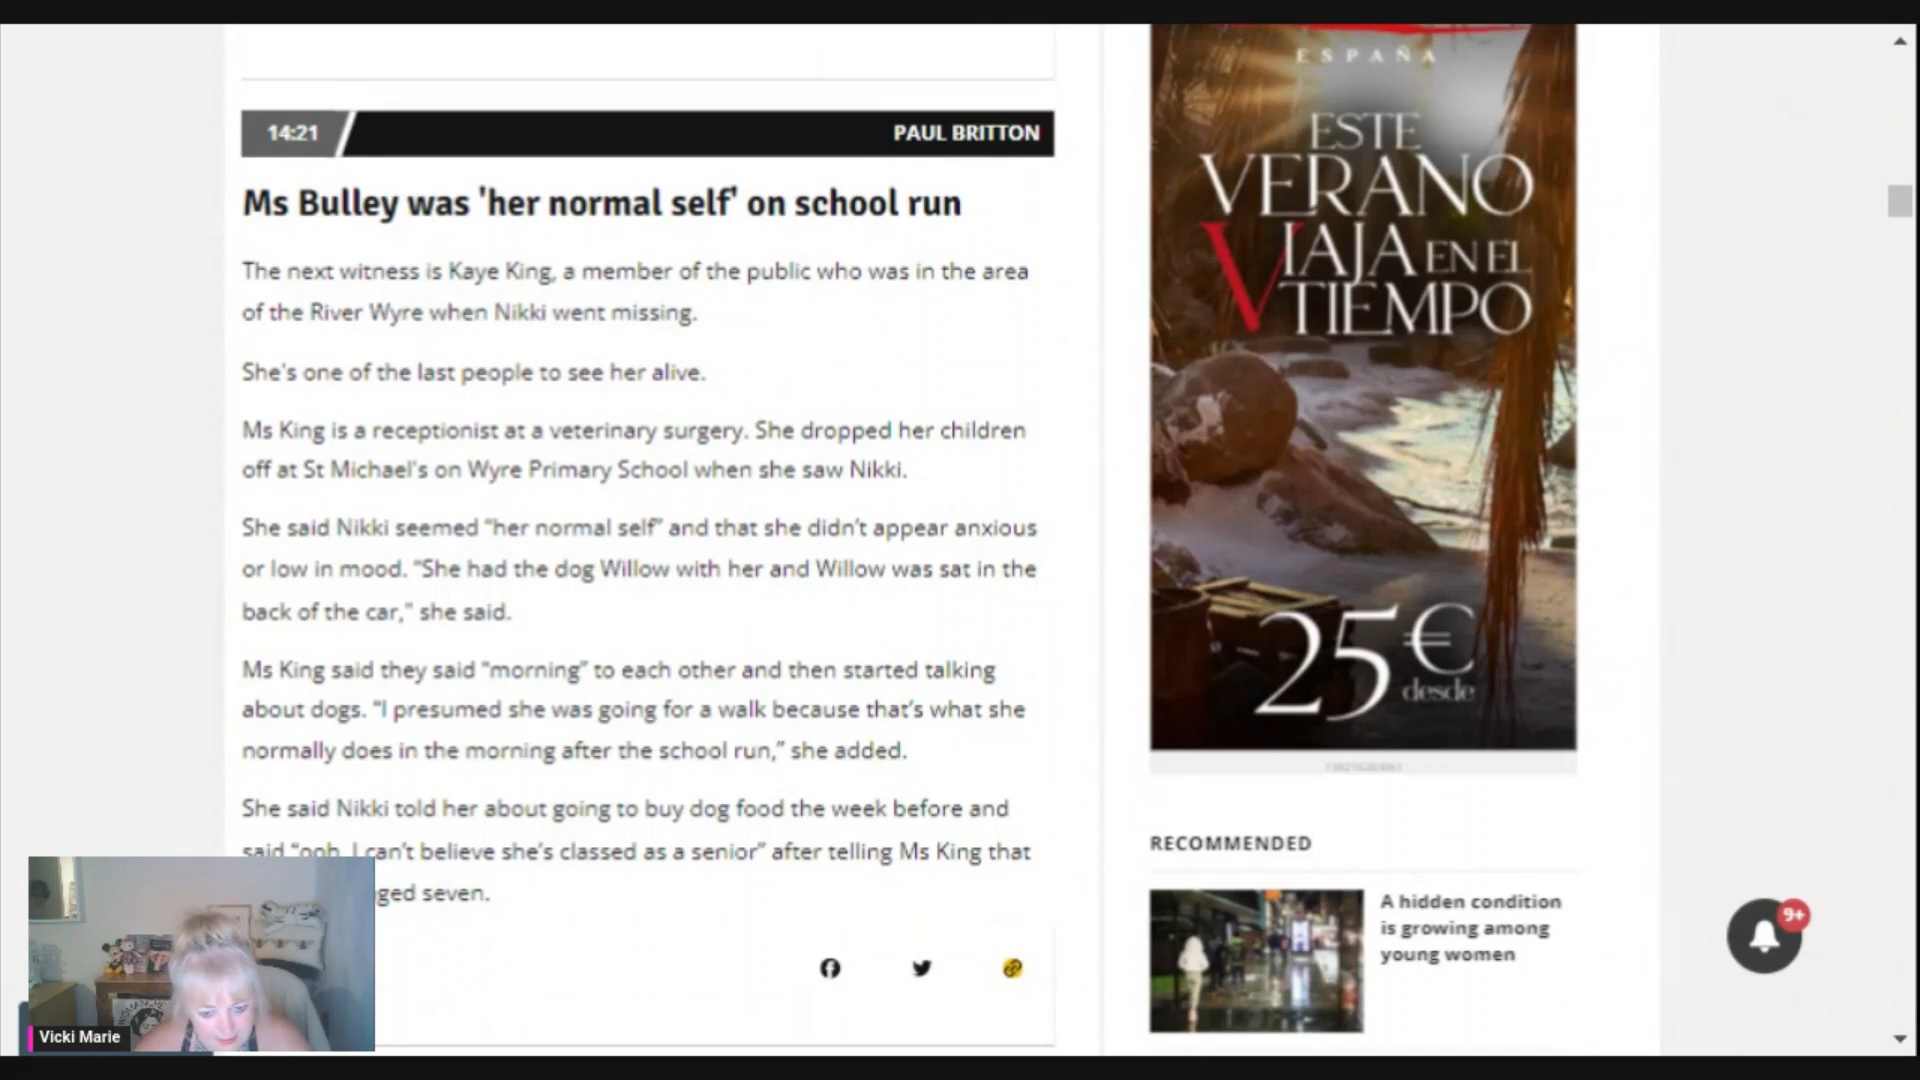 14:21
PAUL BRITTON
Ms Bulley was 'her normal self' on school run
The next witness is Kaye King, a member of the public who was in the area
of the River Wyre when Nikki went missing.
She's one of the last people to see her alive.
Ms King is a receptionist at a veterinary surgery. She dropped her children
off at St Michael's on Wyre Primary School when she saw Nikki.
She said Nikki seemed “her normal self” and that she didn’t appear anxious
or low in mood. “She had the dog Willow with her and Willow was sat in the
back of the car,” she said.
Ms King said they said “morning” to each other and then started talking
about dogs. “I presumed she was going for a walk because that’s what she
normally does in the morning after the school run,” she added.
She said Nikki told her about going to buy dog food the week before and
said “ooh, I can’t believe she’s classed as a senior” after telling Ms King that
ged seven.
Vicki Marie
ESPAÑA
ESTE
VERANO
VIAJA EN EL
TIEMPO
25€
desde
RECOMMENDED
A hidden condition
is growing among
young women
9+